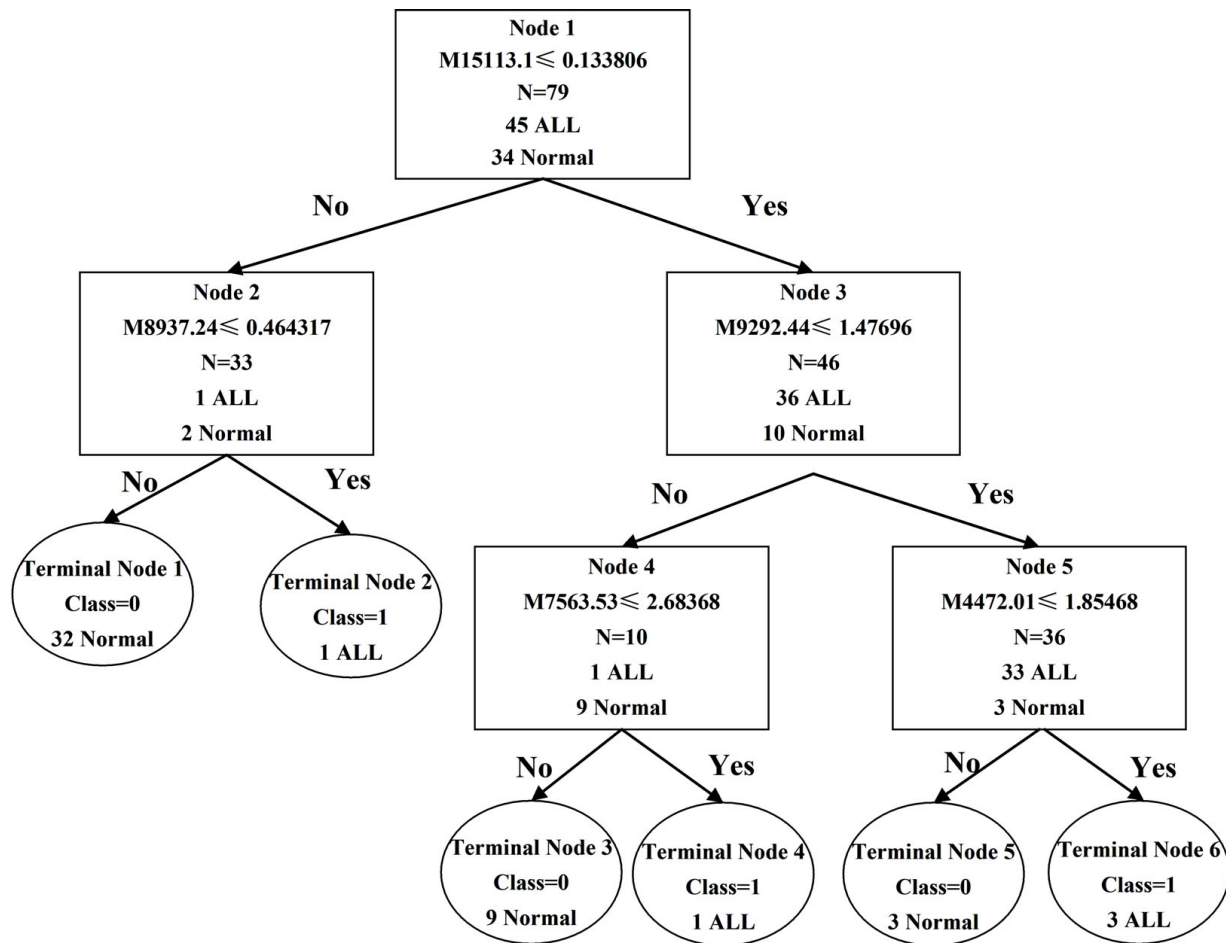 Node 1
M15113.1≤ 0.133806
N=79
45 ALL
34 Normal
No
Yes
Node 2
M8937.24≤ 0.464317
N=33
1 ALL
2 Normal
Node 3
M9292.44≤ 1.47696
N=46
36 ALL
10 Normal
No
Yes
No
Yes
Terminal Node 1
Class=0
32 Normal
Terminal Node 2
Class=1
1 ALL
Node 4
M7563.53≤ 2.68368
N=10
1 ALL
9 Normal
Node 5
M4472.01≤ 1.85468
N=36
33 ALL
3 Normal
No
Yes
No
Yes
Terminal Node 3
Class=0
9 Normal
Terminal Node 4
Class=1
1 ALL
Terminal Node 5
Class=0
3 Normal
Terminal Node 6
Class=1
3 ALL